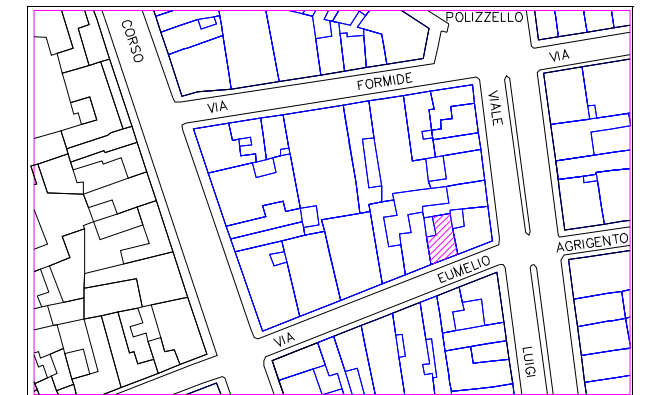 POLIZZELLO
CORSO
VIA
FORMIDE
VIA
VIALE
AGRIGENTO
EUMELIO
VIA
LUIGI